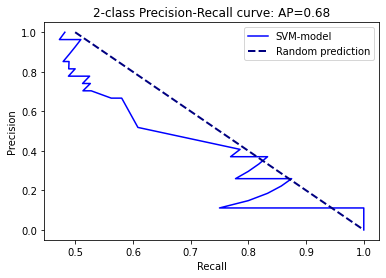 2-class Precision-Recall curve: AP=0.68
SVM-model
Random prediction
Precision
1.0
0.8
0.6
0.4
0.2
0.0
0.5
0.6
0.7
0.8
0.9
1.0
Recall